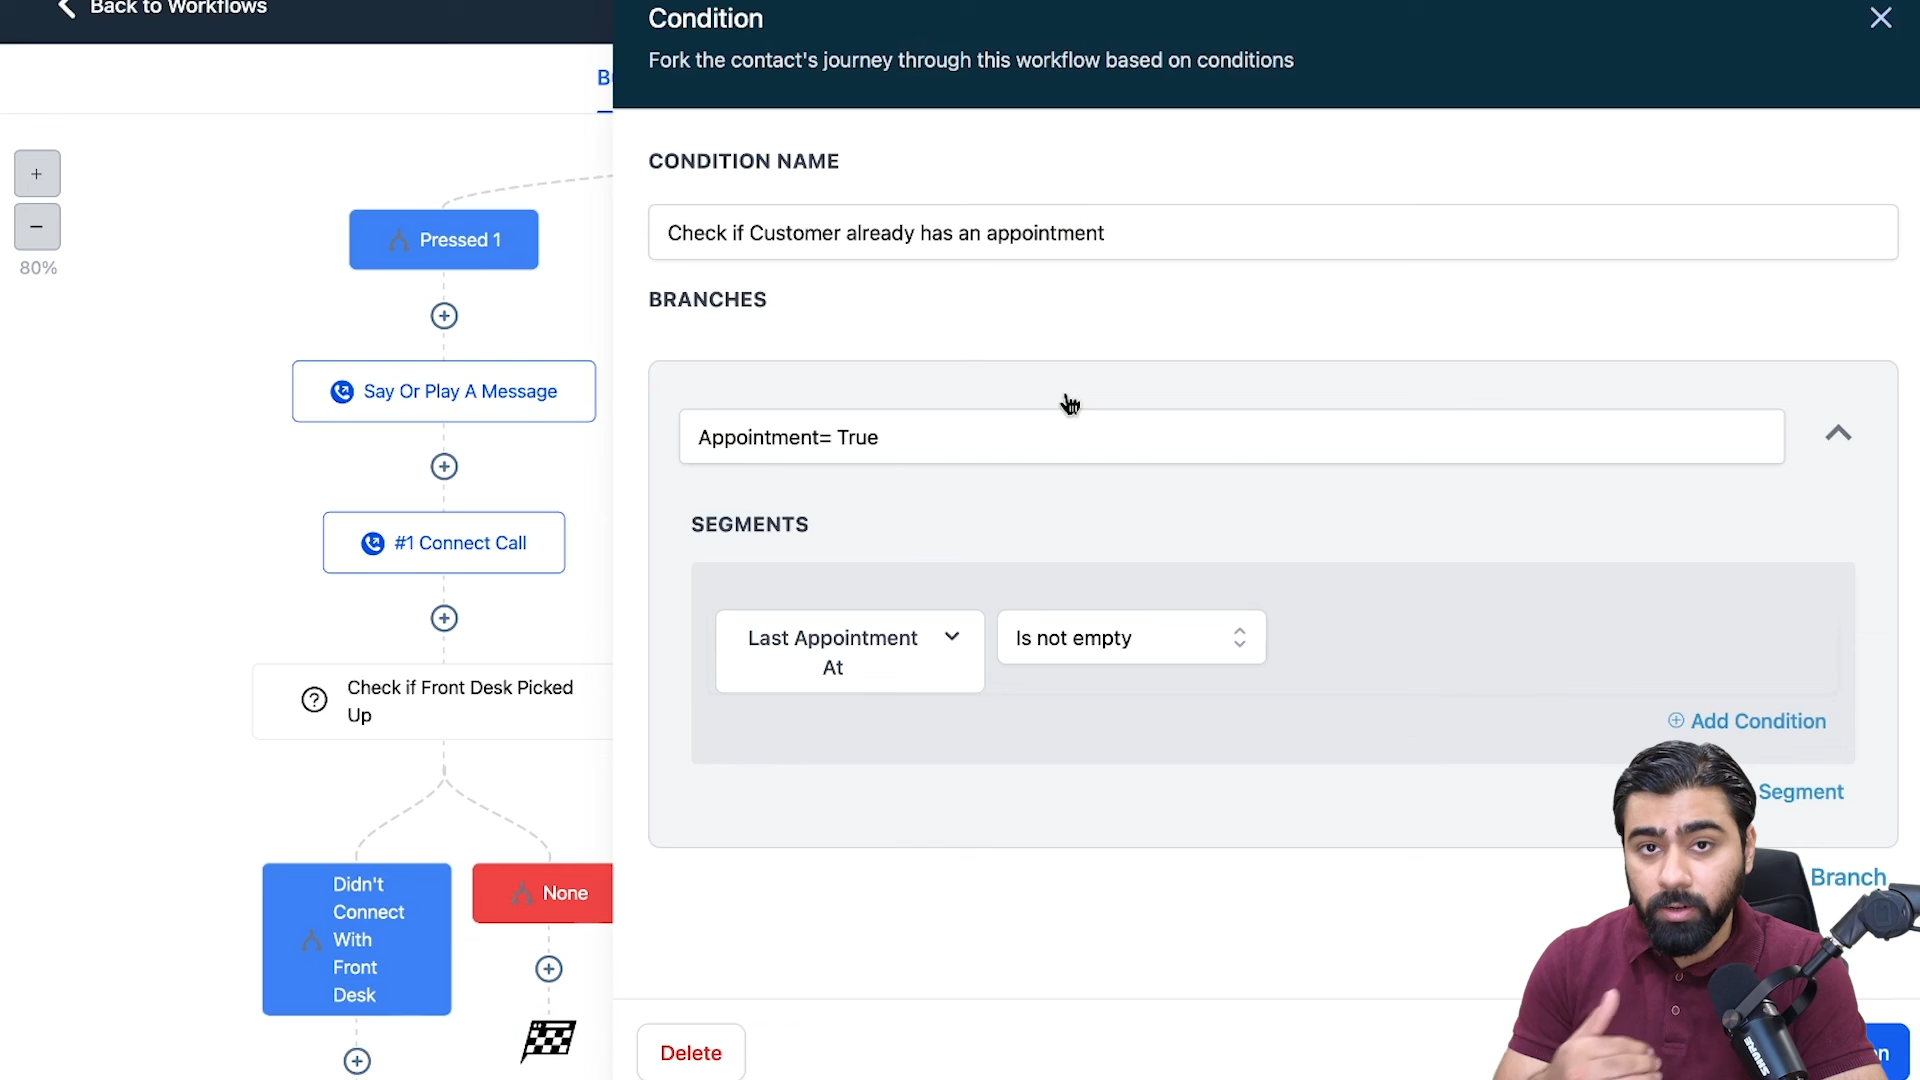 Back to Workflows
Condition
Fork the contact's journey through this workflow based on conditions
B
+
−
80%
Pressed 1
Say Or Play A Message
#1 Connect Call
Check if Front Desk Picked
Up
Didn't
Connect
With
Front
Desk
None
CONDITION NAME
Check if Customer already has an appointment
BRANCHES
Appointment= True
SEGMENTS
Last Appointment
At
Is not empty
Add Condition
Segment
Branch
Delete
n
SHURE